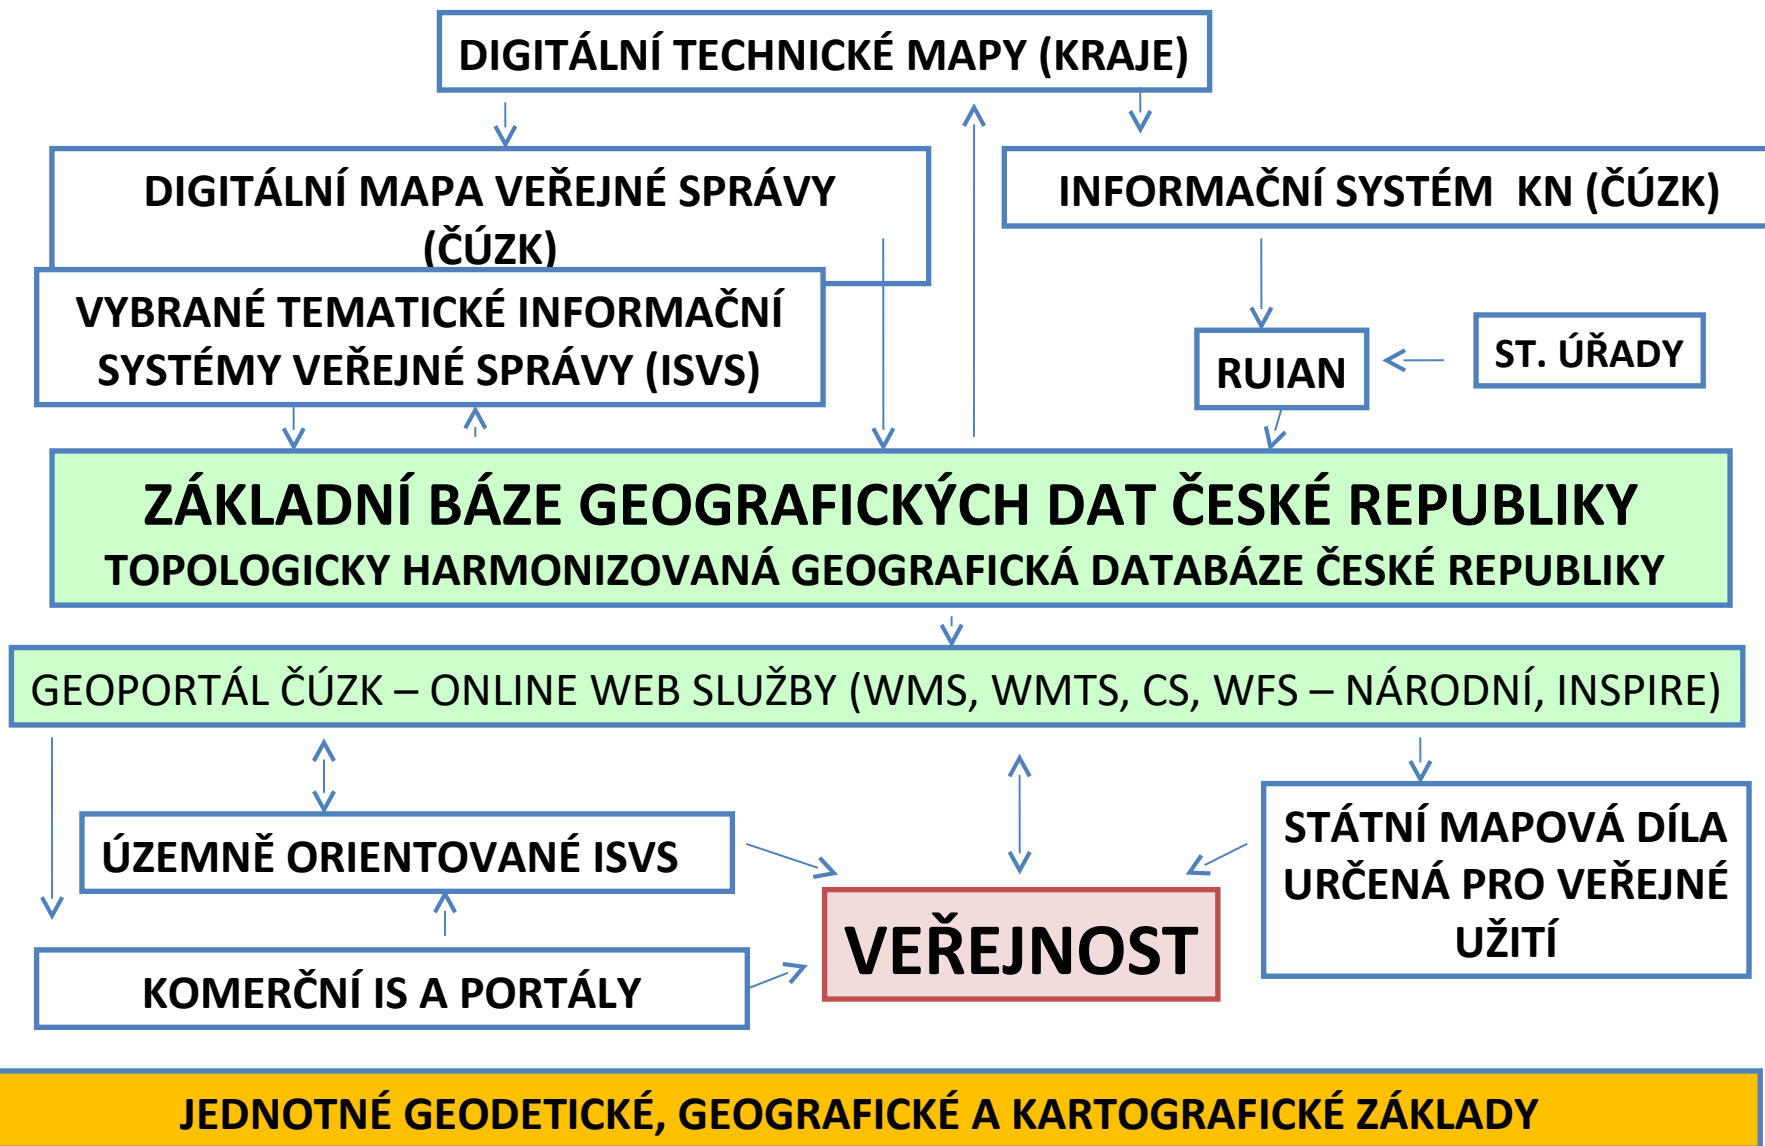 DIGITÁLNÍ TECHNICKÉ MAPY (KRAJE)
DIGITÁLNÍ MAPA VEŘEJNÉ SPRÁVY
(ČÚZK)
INFORMAČNÍ SYSTÉM  KN (ČÚZK)
VYBRANÉ TEMATICKÉ INFORMAČNÍ
SYSTÉMY VEŘEJNÉ SPRÁVY (ISVS)
RUIAN
ST. ÚŘADY
ZÁKLADNÍ BÁZE GEOGRAFICKÝCH DAT ČESKÉ REPUBLIKY
TOPOLOGICKY HARMONIZOVANÁ GEOGRAFICKÁ DATABÁZE ČESKÉ REPUBLIKY
GEOPORTÁL ČÚZK – ONLINE WEB SLUŽBY (WMS, WMTS, CS, WFS – NÁRODNÍ, INSPIRE)
ÚZEMNĚ ORIENTOVANÉ ISVS
STÁTNÍ MAPOVÁ DÍLA
URČENÁ PRO VEŘEJNÉ
UŽITÍ
VEŘEJNOST
KOMERČNÍ IS A PORTÁLY
JEDNOTNÉ GEODETICKÉ, GEOGRAFICKÉ A KARTOGRAFICKÉ ZÁKLADY